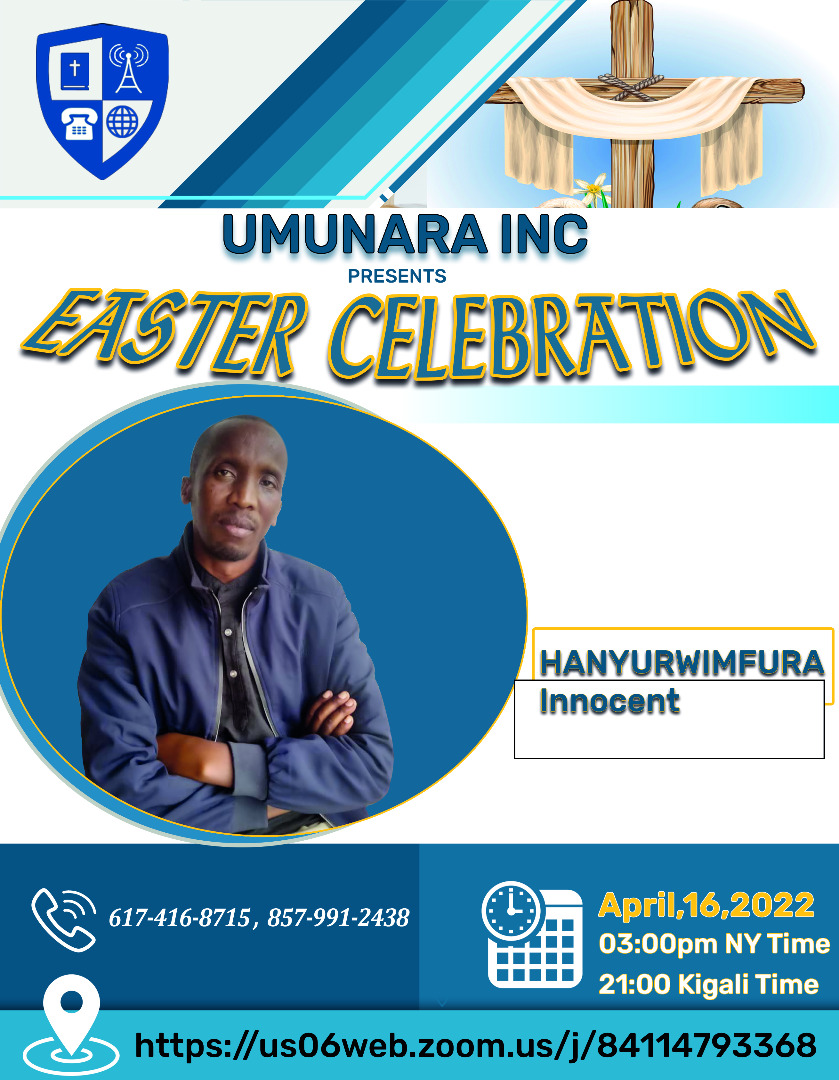 UMUNARA INC
PRESENTS
EASTER CELEBRATION
HANYURWIMFURA
Innocent
617-416-8715, 857-991-2438
April,16,2022
03:00pm NY Time
21:00 Kigali Time
https://us06web.zoom.us/j/84114793368